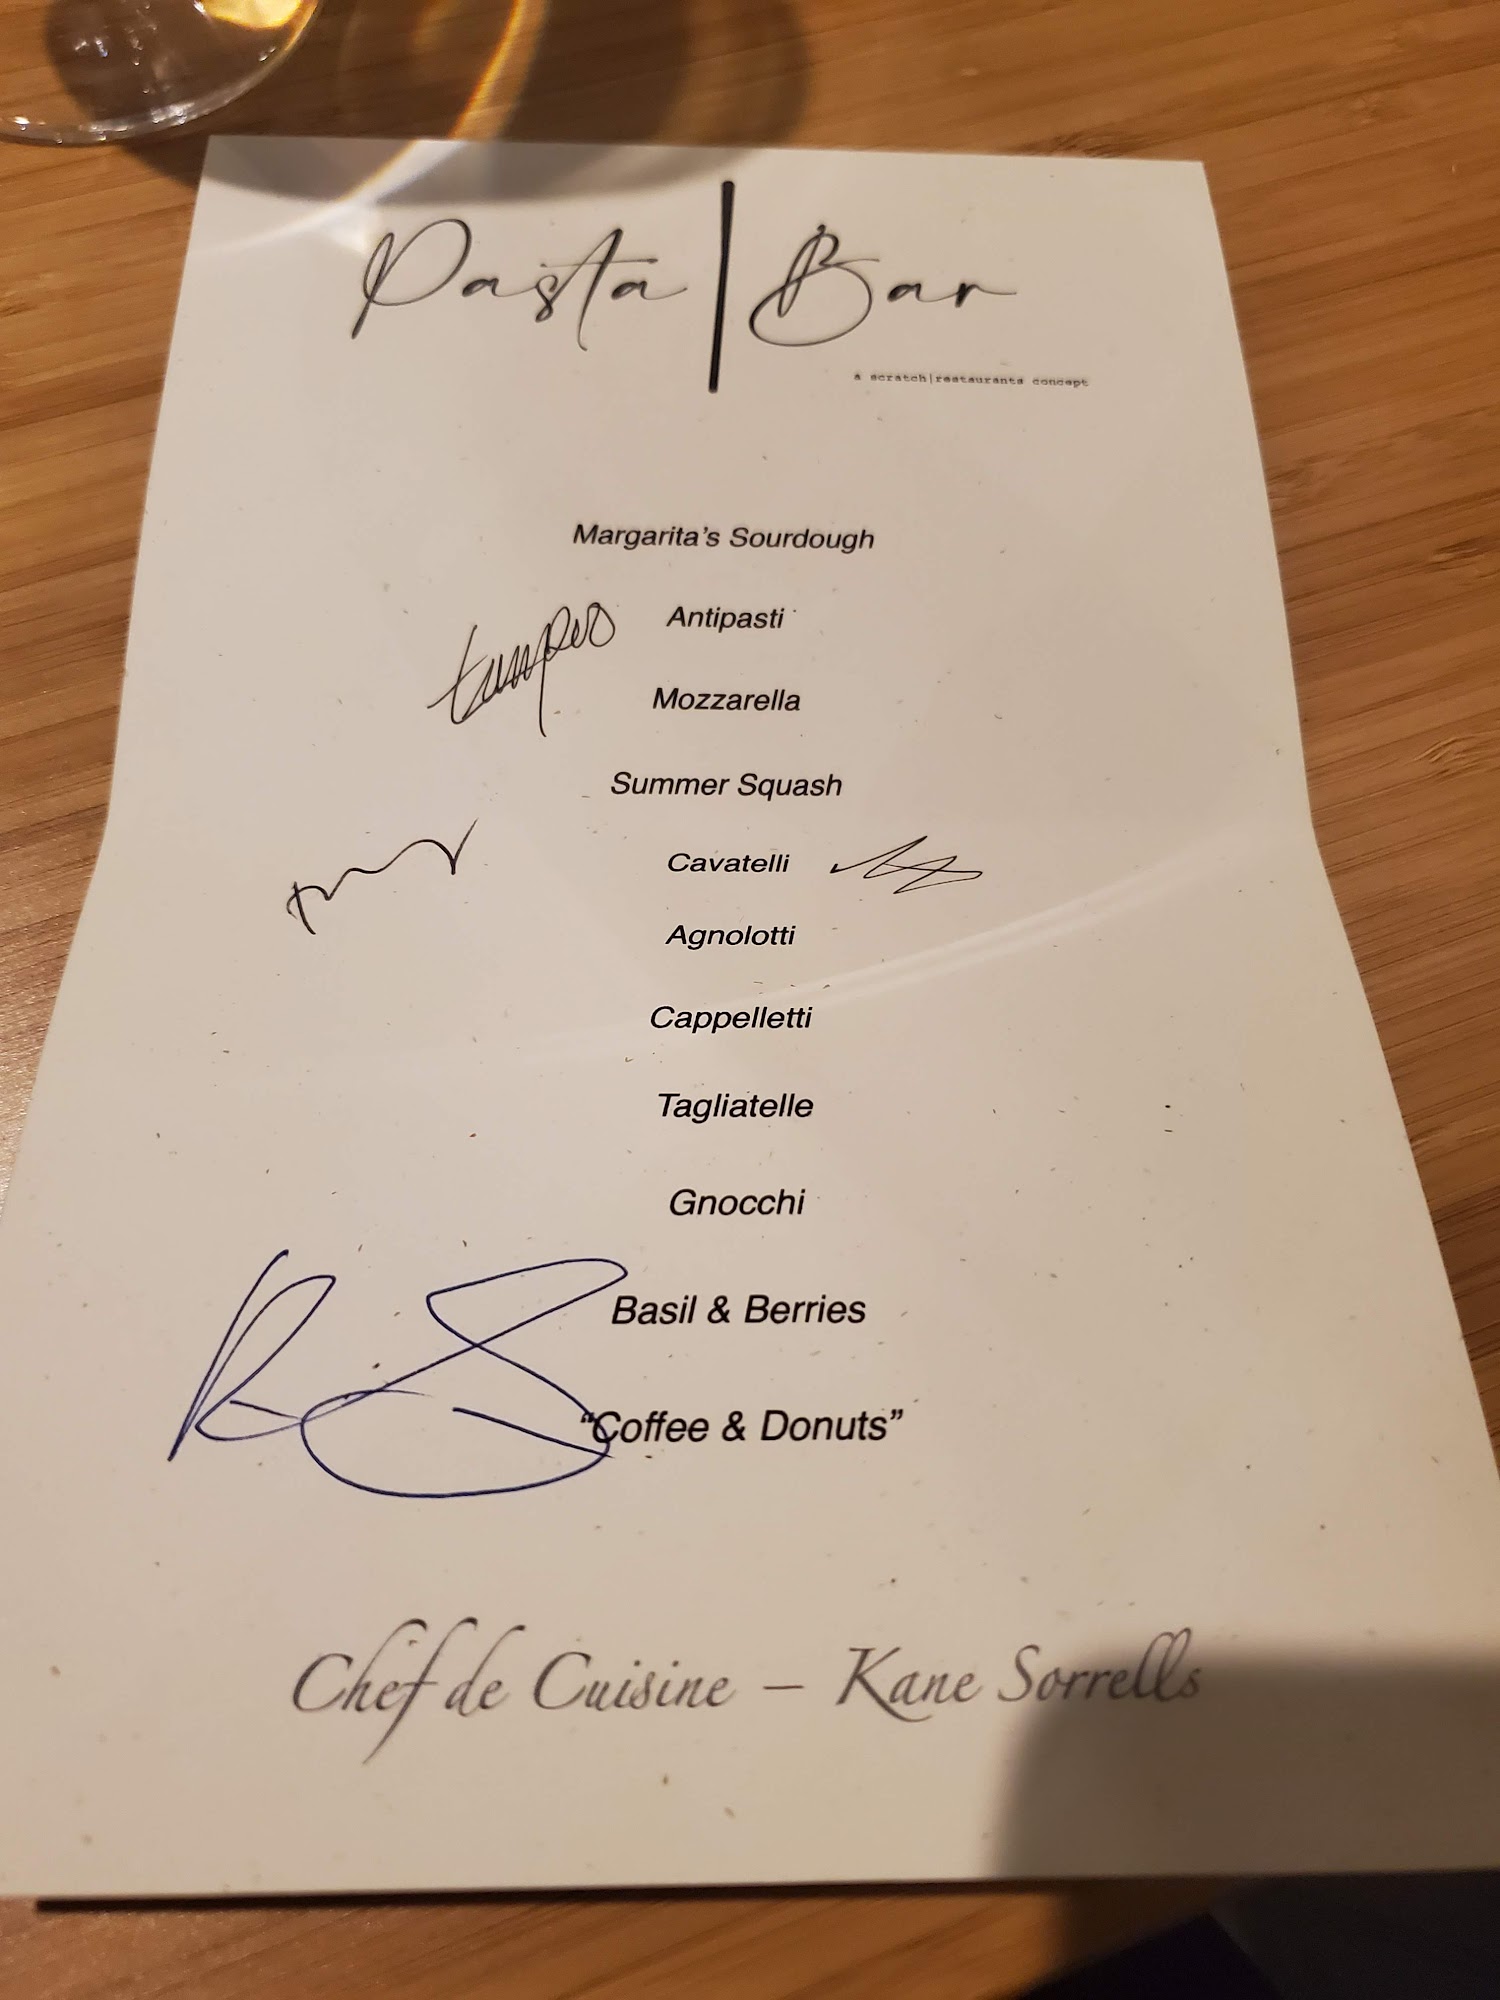 Pasta | Bar
a scratch|restaurants concept
Margarita's Sourdough
Antipasti
Mozzarella
Summer Squash
Cavatelli
Agnolotti
Cappelletti
Tagliatelle
Gnocchi
Basil & Berries
“Coffee & Donuts”
Chef de Cuisine – Kane Sorrells